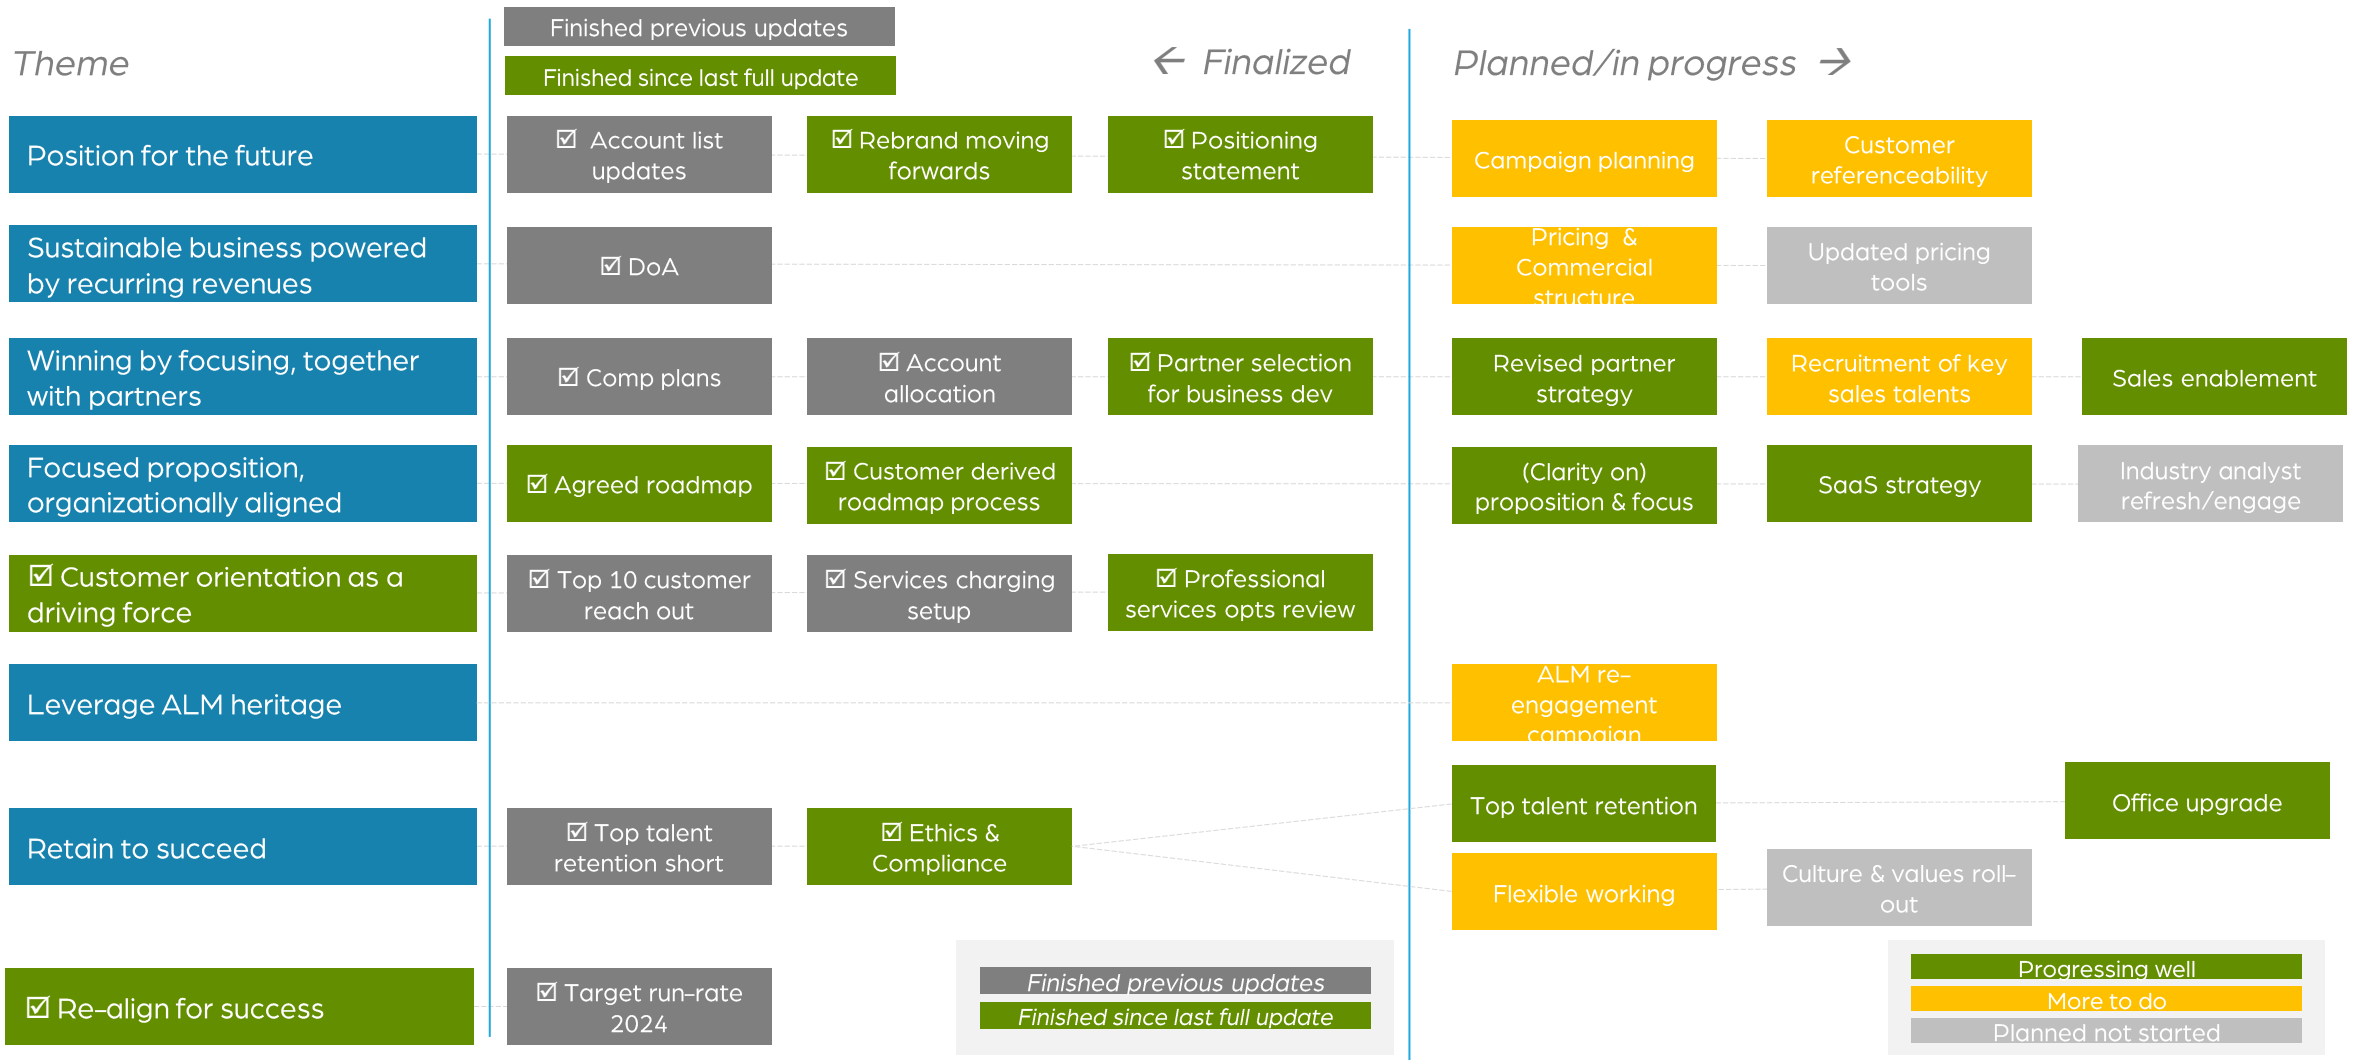 Finished previous updates
Finished since last full update
Theme
← Finalized
Planned/in progress →
Position for the future
☑ Account list
updates
☑ Rebrand moving
forwards
☑ Positioning
statement
Campaign planning
Customer
referenceability
Sustainable business powered
by recurring revenues
☑ DoA
Pricing &
Commercial
structure
Updated pricing
tools
Winning by focusing, together
with partners
☑ Comp plans
☑ Account
allocation
☑ Partner selection
for business dev
Revised partner
strategy
Recruitment of key
sales talents
Sales enablement
Focused proposition,
organizationally aligned
☑ Agreed roadmap
☑ Customer derived
roadmap process
(Clarity on)
proposition & focus
SaaS strategy
Industry analyst
refresh/engage
☑ Customer orientation as a
driving force
☑ Top 10 customer
reach out
☑ Services charging
setup
☑ Professional
services opts review
Leverage ALM heritage
ALM re-
engagement
campaign
Retain to succeed
☑ Top talent
retention short
☑ Ethics &
Compliance
Top talent retention
Office upgrade
Flexible working
Culture & values roll-
out
☑ Re-align for success
☑ Target run-rate
2024
Finished previous updates
Finished since last full update
Progressing well
More to do
Planned not started